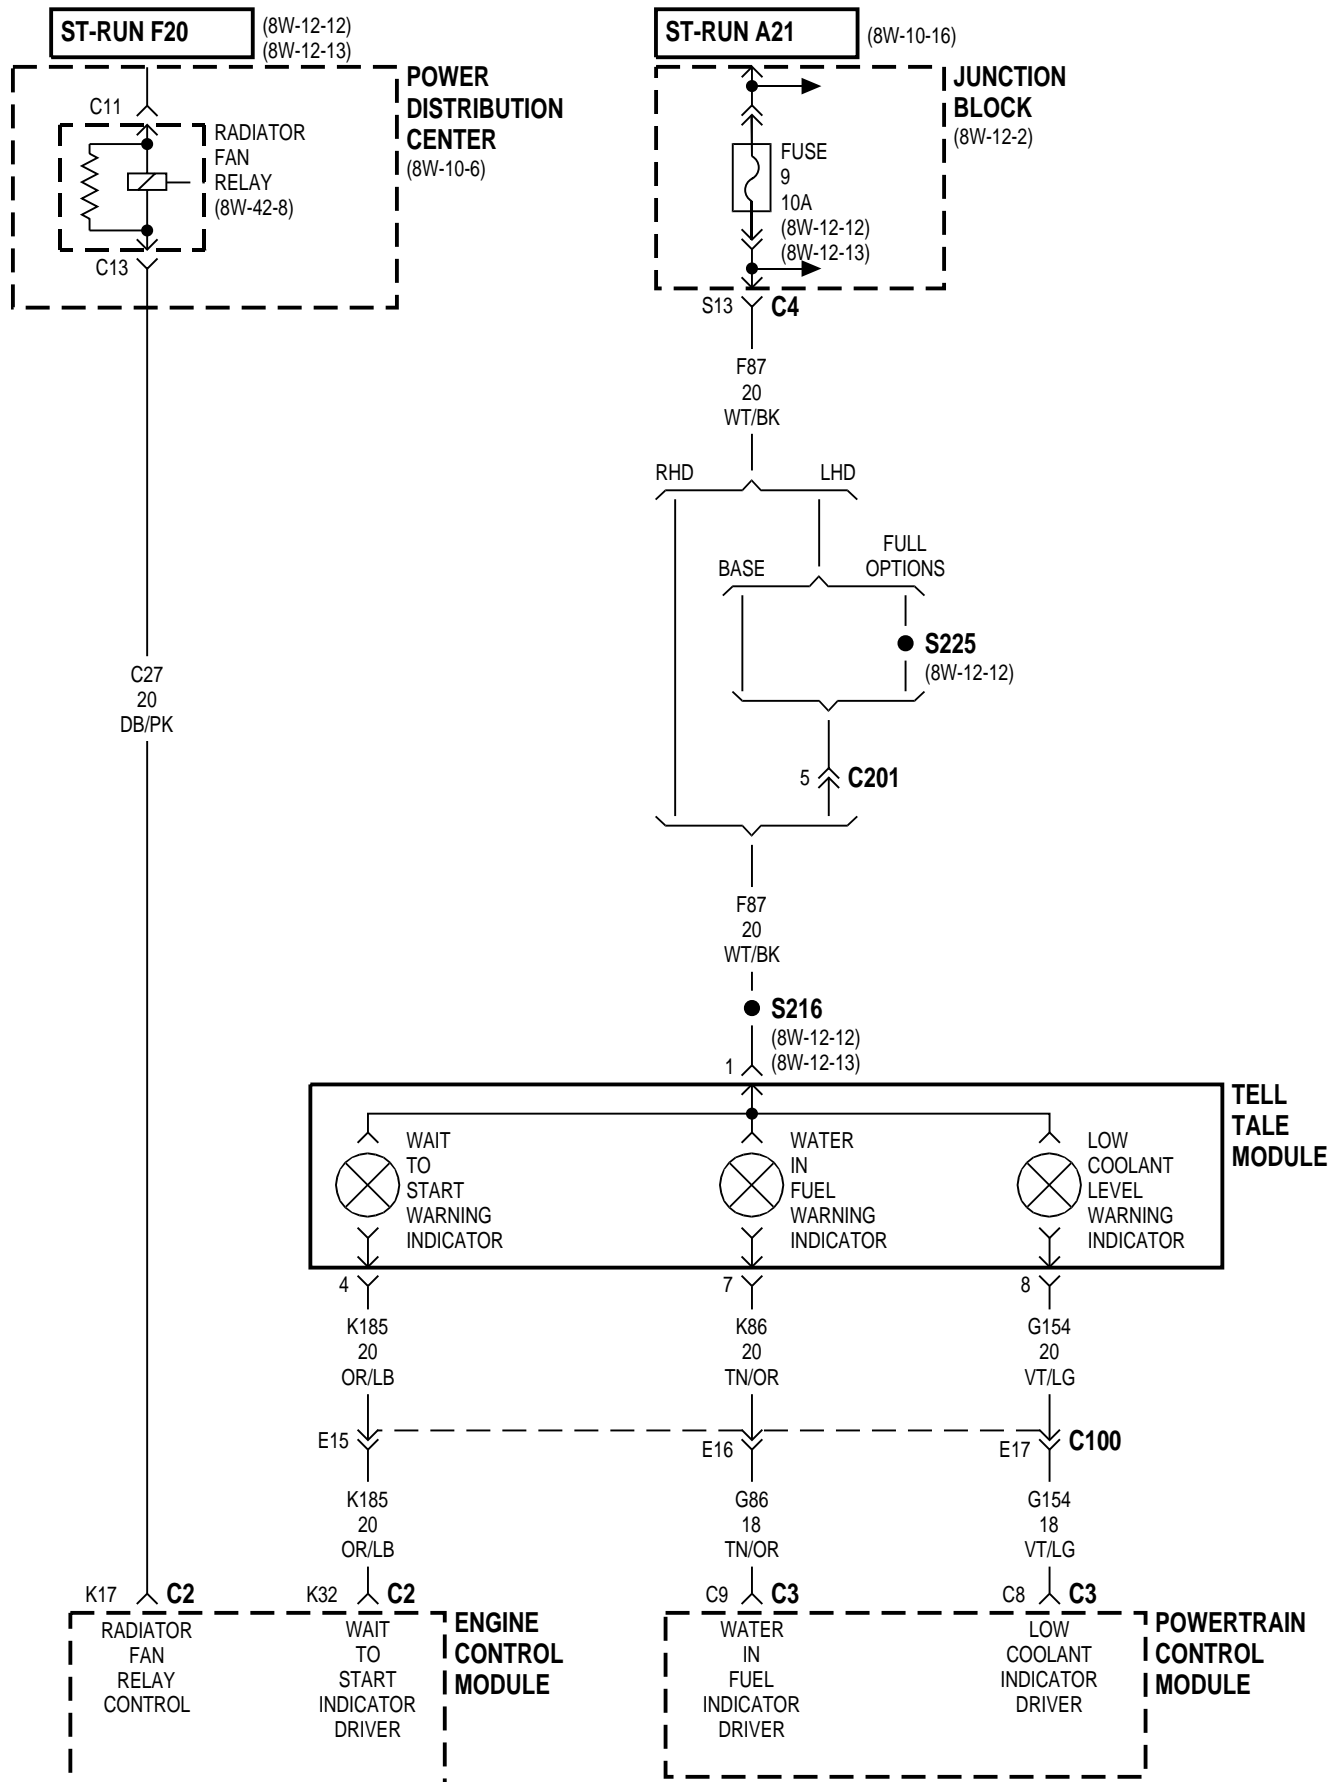 ST-RUN F20
(8W-12-12)
(8W-12-13)
ST-RUN A21
(8W-10-16)
POWER
DISTRIBUTION
CENTER
(8W-10-6)
C11
RADIATOR
FAN
RELAY
(8W-42-8)
C13
JUNCTION
BLOCK
(8W-12-2)
FUSE
9
10A
(8W-12-12)
(8W-12-13)
S13
C4
F87
20
WT/BK
RHD
LHD
BASE
FULL
OPTIONS
S225
(8W-12-12)
C27
20
DB/PK
5
C201
F87
20
WT/BK
S216
(8W-12-12)
(8W-12-13)
1
TELL
TALE
MODULE
WAIT
TO
START
WARNING
INDICATOR
WATER
IN
FUEL
WARNING
INDICATOR
LOW
COOLANT
LEVEL
WARNING
INDICATOR
4
7
8
K185
20
OR/LB
K86
20
TN/OR
G154
20
VT/LG
E15
E16
E17
C100
K185
20
OR/LB
G86
18
TN/OR
G154
18
VT/LG
K17
C2
K32
C2
C9
C3
C8
C3
RADIATOR
FAN
RELAY
CONTROL
WAIT
TO
START
INDICATOR
DRIVER
ENGINE
CONTROL
MODULE
WATER
IN
FUEL
INDICATOR
DRIVER
LOW
COOLANT
INDICATOR
DRIVER
POWERTRAIN
CONTROL
MODULE